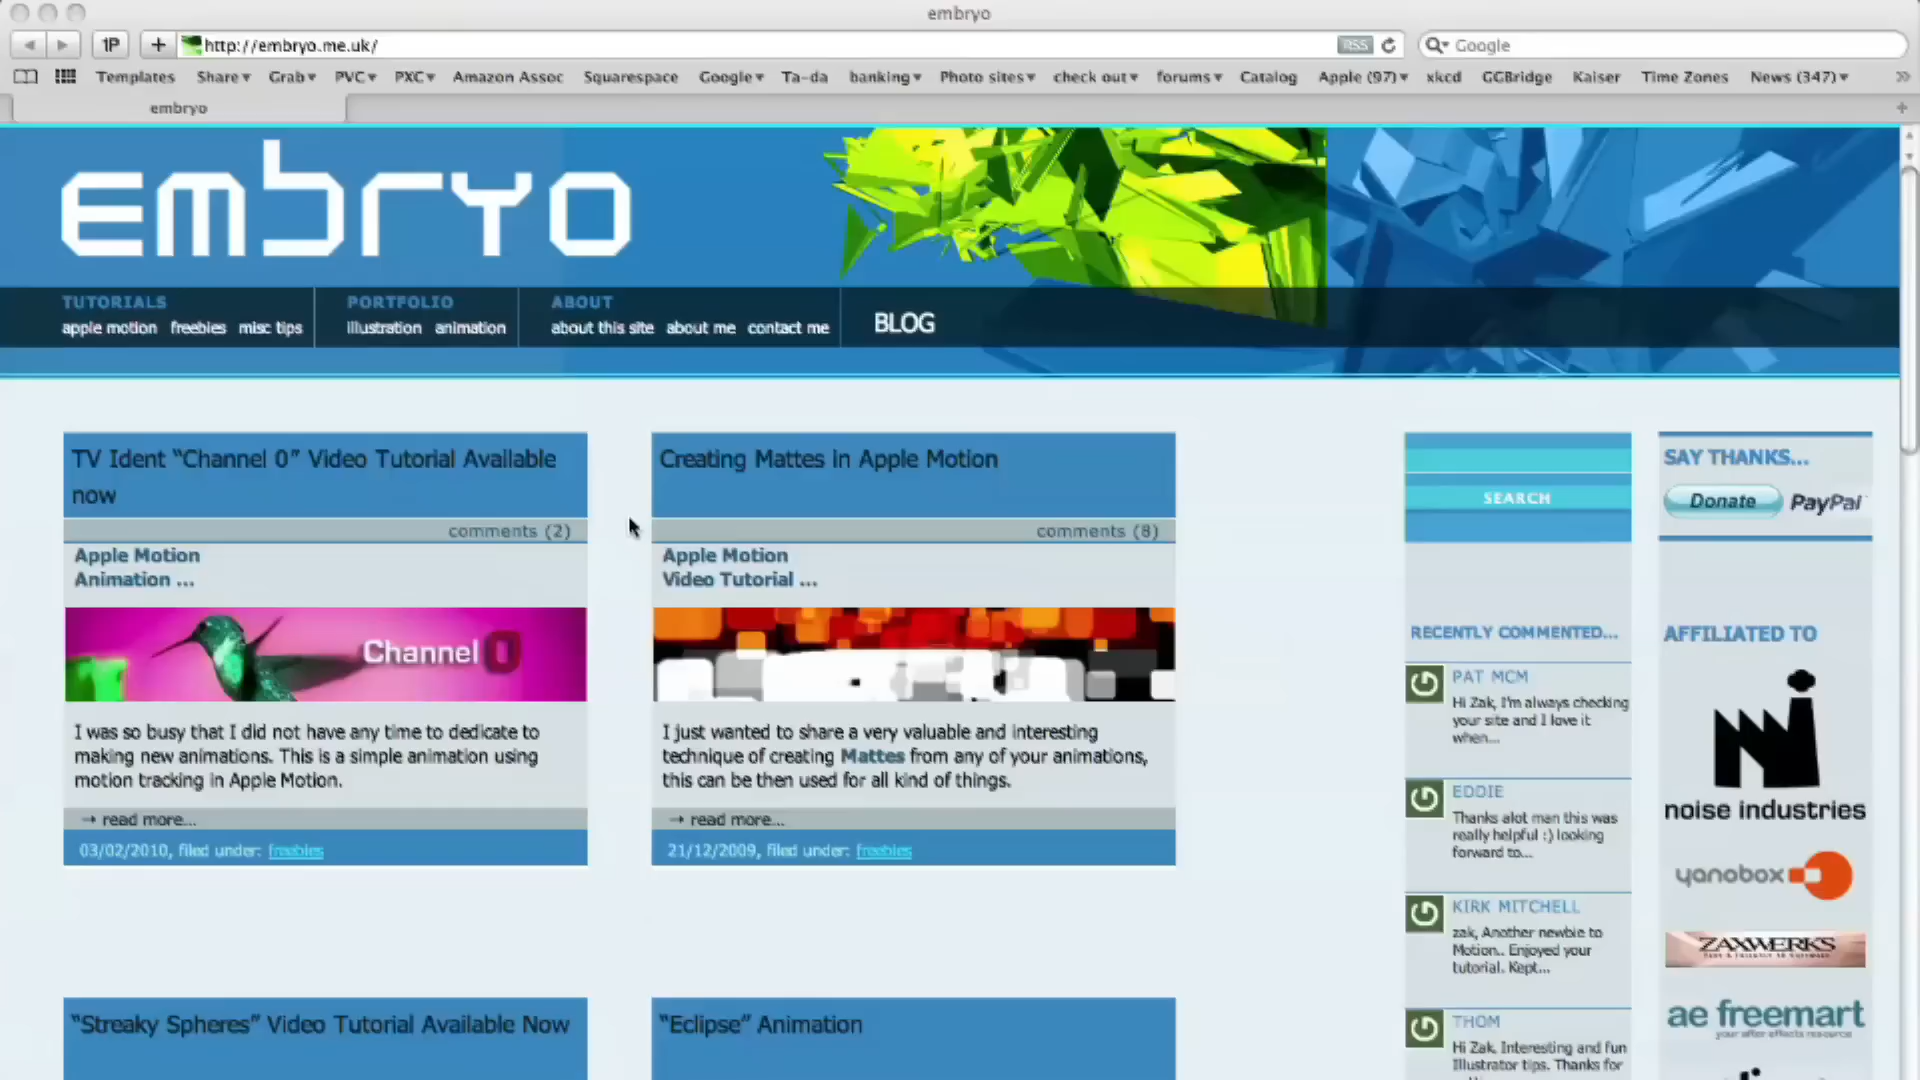 embryo
1P
+
http://embryo.me.uk/
RSS
Google
Templates Share Grab PVC PXC Amazon Assoc Squarespace Google Ta-da banking Photo sites check out forums Catalog Apple (97) xkcd GGBridge Kaiser Time Zones News (347) »
embryo
+
embryo
TUTORIALS
apple motion freebies misc tips
PORTFOLIO
illustration animation
ABOUT
about this site about me contact me
BLOG
TV Ident “Channel 0” Video Tutorial Available
now
comments (2)
Apple Motion
Animation ...
Channel 0
I was so busy that I did not have any time to dedicate to
making new animations. This is a simple animation using
motion tracking in Apple Motion.
→ read more...
03/02/2010, filed under: freebies
Creating Mattes in Apple Motion
comments (8)
Apple Motion
Video Tutorial ...
I just wanted to share a very valuable and interesting
technique of creating Mattes from any of your animations,
this can be then used for all kind of things.
→ read more...
21/12/2009, filed under: freebies
“Streaky Spheres” Video Tutorial Available Now
“Eclipse” Animation
SEARCH
RECENTLY COMMENTED...
PAT MCM
Hi Zak, I'm always checking
your site and I love it
when...
EDDIE
Thanks alot man this was
really helpful :) looking
forward to...
KIRK MITCHELL
zak, Another newbie to
Motion.. Enjoyed your
tutorial. Kept...
THOM
Hi Zak, Interesting and fun
Illustrator tips. Thanks for
SAY THANKS...
Donate PayPal
AFFILIATED TO
noise industries
yanobox
ZAXWERKS
ae freemart
your after effects resource